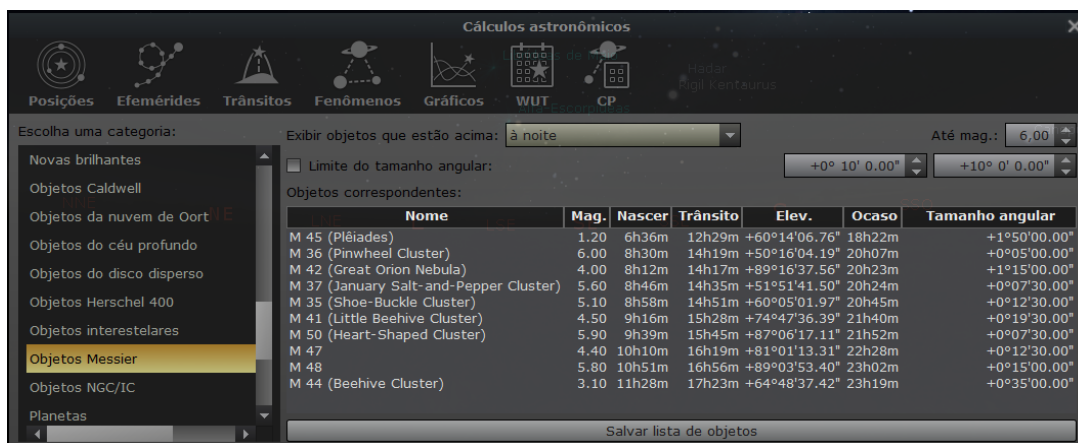 Cálculos astronômicos
Posições Efemérides Trânsitos Fenômenos Gráficos WUT CP
Hadar
Rigil Kentaurus
Escolha uma categoria:
Novas brilhantes
Objetos Caldwell
Objetos da nuvem de Oort
Objetos do céu profundo
Objetos do disco disperso
Objetos Herschel 400
Objetos interestelares
Objetos Messier
Objetos NGC/IC
Planetas
Exibir objetos que estão acima: à noite Até mag.: 6,00
Limite do tamanho angular: +0° 10' 0.00" +10° 0' 0.00"
Objetos correspondentes:
Nome Mag. Nascer Trânsito Elev. Ocaso Tamanho angular
M 45 (Plêiades) 1.20 6h36m 12h29m +60°14'06.76" 18h22m +1°50'00.00"
M 36 (Pinwheel Cluster) 6.00 8h30m 14h19m +50°16'04.19" 20h07m +0°05'00.00"
M 42 (Great Orion Nebula) 4.00 8h12m 14h17m +89°16'37.56" 20h23m +1°15'00.00"
M 37 (January Salt-and-Pepper Cluster) 5.60 8h46m 14h35m +51°51'41.50" 20h24m +0°07'30.00"
M 35 (Shoe-Buckle Cluster) 5.10 8h58m 14h51m +60°05'01.97" 20h45m +0°12'30.00"
M 41 (Little Beehive Cluster) 4.50 9h16m 15h28m +74°47'36.39" 21h40m +0°19'30.00"
M 50 (Heart-Shaped Cluster) 5.90 9h39m 15h45m +87°06'17.11" 21h52m +0°07'30.00"
M 47 4.40 10h10m 16h19m +81°01'13.31" 22h28m +0°12'30.00"
M 48 5.80 10h51m 16h56m +89°03'53.40" 23h02m +0°15'00.00"
M 44 (Beehive Cluster) 3.10 11h28m 17h23m +64°48'37.42" 23h19m +0°35'00.00"
Salvar lista de objetos